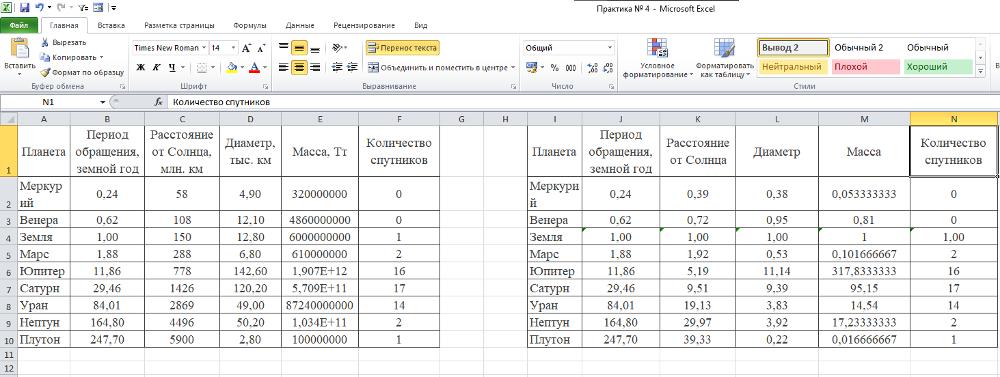 Практика № 4 - Microsoft Excel
Файл Главная Вставка Разметка страницы Формулы Данные Рецензирование Вид
Вставить
Вырезать
Копировать
Формат по образцу
Буфер обмена
Times New Roman 14
Ж К Ч
Шрифт
Перенос текста
Объединить и поместить в центре
Выравнивание
Общий
% 000
Число
Условное
форматирование
Форматировать
как таблицу
Вывод 2 Обычный 2 Обычный
Нейтральный Плохой Хороший
Стили
N1 fx Количество спутников
A B C D E F G H I J K L M N
1 Планета Период обращения, земной год Расстояние от Солнца, млн. км Диаметр, тыс. км Масса, Тт Количество спутников Планета Период обращения, земной год Расстояние от Солнца Диаметр Масса Количество спутников
2 Меркурий 0,24 58 4,90 320000000 0 Меркурий 0,24 0,39 0,38 0,053333333 0
3 Венера 0,62 108 12,10 4860000000 0 Венера 0,62 0,72 0,95 0,81 0
4 Земля 1,00 150 12,80 6000000000 1 Земля 1,00 1,00 1,00 1 1,00
5 Марс 1,88 288 6,80 610000000 2 Марс 1,88 1,92 0,53 0,101666667 2
6 Юпитер 11,86 778 142,60 1,907E+12 16 Юпитер 11,86 5,19 11,14 317,8333333 16
7 Сатурн 29,46 1426 120,20 5,709E+11 17 Сатурн 29,46 9,51 9,39 95,15 17
8 Уран 84,01 2869 49,00 87240000000 14 Уран 84,01 19,13 3,83 14,54 14
9 Нептун 164,80 4496 50,20 1,034E+11 2 Нептун 164,80 29,97 3,92 17,23333333 2
10 Плутон 247,70 5900 2,80 100000000 1 Плутон 247,70 39,33 0,22 0,016666667 1
11
12